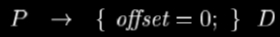 P → { offset = 0; } D